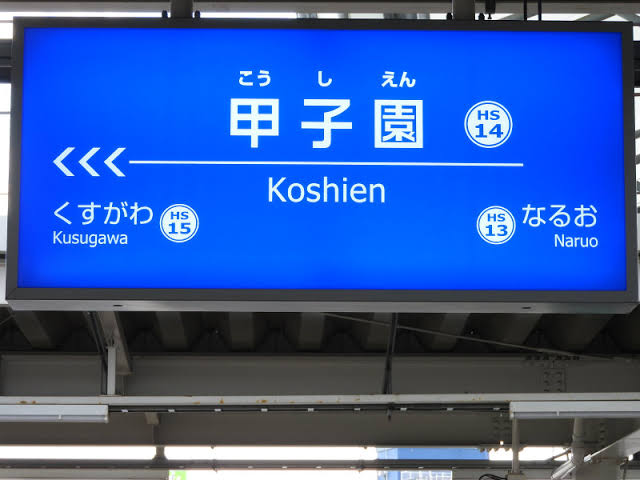 こう し えん
甲子園 HS 14
<<<
Koshien
くすがわ HS 15
Kusugawa
HS 13 なるお
Naruo